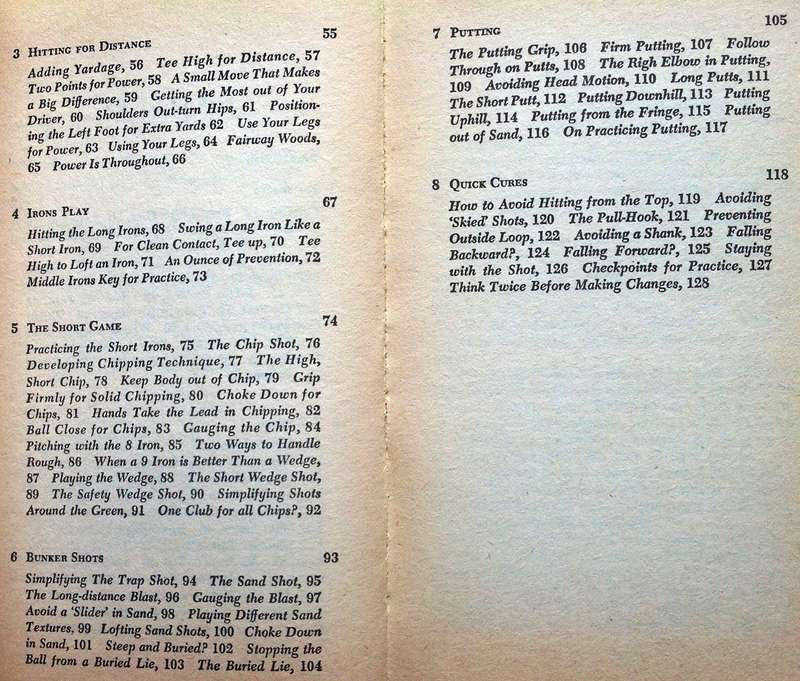 3 Hitting for Distance 55
Adding Yardage, 56 Tee High for Distance, 57
Two Points for Power, 58 A Small Move That Makes
a Big Difference, 59 Getting the Most out of Your
Driver, 60 Shoulders Out-turn Hips, 61 Position-
ing the Left Foot for Extra Yards 62 Use Your Legs
for Power, 63 Using Your Legs, 64 Fairway Woods,
65 Power Is Throughout, 66
4 Irons Play 67
Hitting the Long Irons, 68 Swing a Long Iron Like a
Short Iron, 69 For Clean Contact, Tee up, 70 Tee
High to Loft an Iron, 71 An Ounce of Prevention, 72
Middle Irons Key for Practice, 73
5 The Short Game 74
Practicing the Short Irons, 75 The Chip Shot, 76
Developing Chipping Technique, 77 The High,
Short Chip, 78 Keep Body out of Chip, 79 Grip
Firmly for Solid Chipping, 80 Choke Down for
Chips, 81 Hands Take the Lead in Chipping, 82
Ball Close for Chips, 83 Gauging the Chip, 84
Pitching with the 8 Iron, 85 Two Ways to Handle
Rough, 86 When a 9 Iron is Better Than a Wedge,
87 Playing the Wedge, 88 The Short Wedge Shot,
89 The Safety Wedge Shot, 90 Simplifying Shots
Around the Green, 91 One Club for all Chips?, 92
6 Bunker Shots 93
Simplifying The Trap Shot, 94 The Sand Shot, 95
The Long-distance Blast, 96 Gauging the Blast, 97
Avoid a 'Slider' in Sand, 98 Playing Different Sand
Textures, 99 Lofting Sand Shots, 100 Choke Down
in Sand, 101 Steep and Buried? 102 Stopping the
Ball from a Buried Lie, 103 The Buried Lie, 104
7 Putting 105
The Putting Grip, 106 Firm Putting, 107 Follow
Through on Putts, 108 The Righ Elbow in Putting,
109 Avoiding Head Motion, 110 Long Putts, 111
The Short Putt, 112 Putting Downhill, 113 Putting
Uphill, 114 Putting from the Fringe, 115 Putting
out of Sand, 116 On Practicing Putting, 117
8 Quick Cures 118
How to Avoid Hitting from the Top, 119 Avoiding
'Skied' Shots, 120 The Pull-Hook, 121 Preventing
Outside Loop, 122 Avoiding a Shank, 123 Falling
Backward?, 124 Falling Forward?, 125 Staying
with the Shot, 126 Checkpoints for Practice, 127
Think Twice Before Making Changes, 128